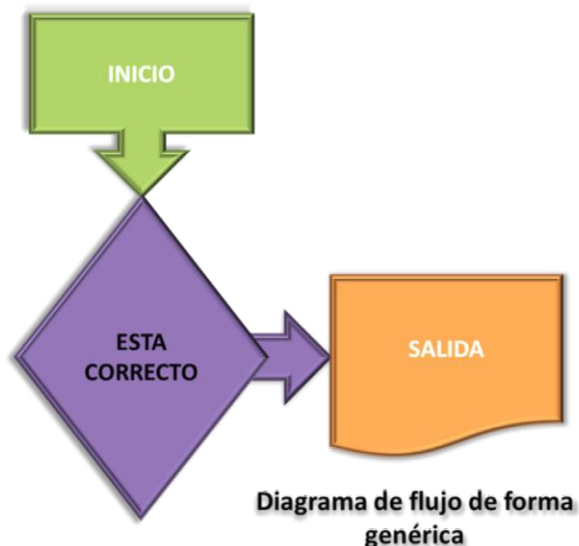 INICIO
ESTA
CORRECTO
SALIDA
Diagrama de flujo de forma
genérica